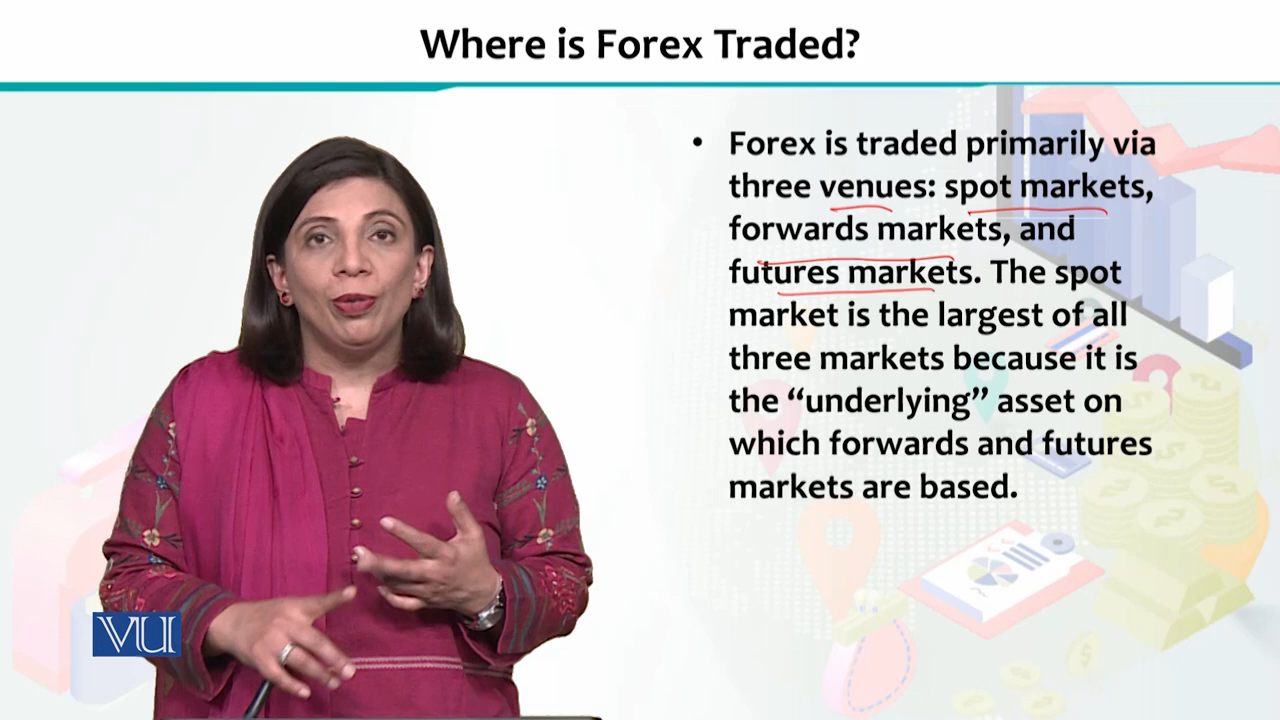 Where is Forex Traded?
• Forex is traded primarily via
three venues: spot markets,
forwards markets, and
futures markets. The spot
market is the largest of all
three markets because it is
the “underlying” asset on
which forwards and futures
markets are based.
VU